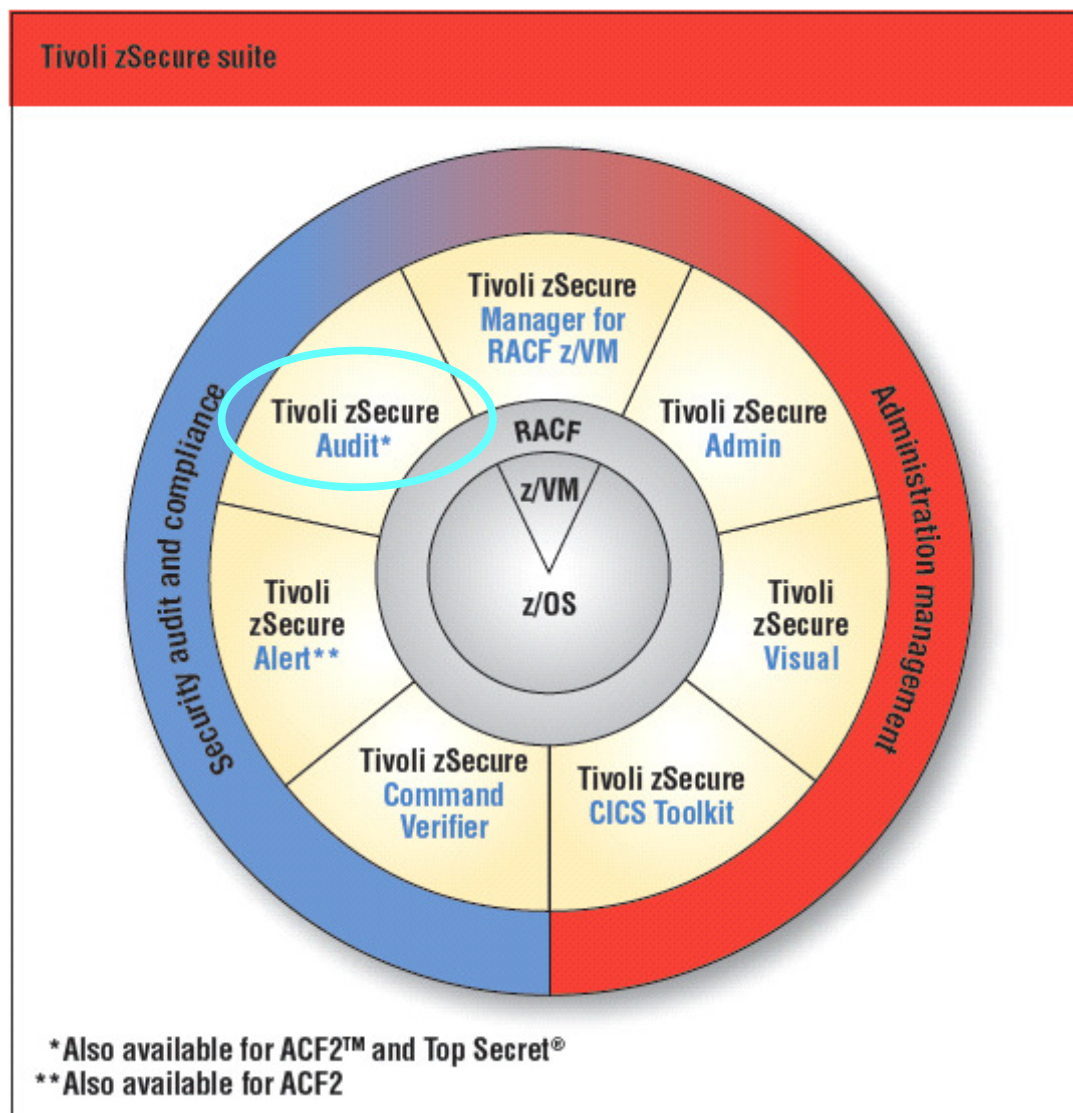 Tivoli zSecure suite
Tivoli zSecure
Manager for
RACF z/VM
Tivoli zSecure
Audit*
Tivoli zSecure
Admin
RACF
z/VM
z/OS
Security audit and compliance
Administration management
Tivoli
zSecure
Alert**
Tivoli
zSecure
Visual
Tivoli zSecure
Command
Verifier
Tivoli zSecure
CICS Toolkit
*Also available for ACF2™ and Top Secret®
**Also available for ACF2